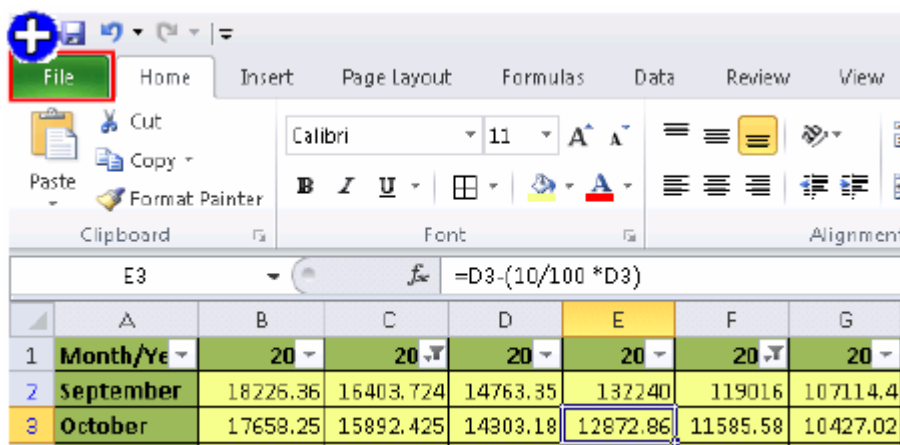 File Home Insert Page Layout Formulas Data Review View
Cut
Calibri 11 A A
Copy
Paste
Format Painter
B I U A
Clipboard Font Alignment
E3 fx =D3-(10/100 *D3)
A B C D E F G
1 Month/Ye 20 20 20 20 20 20
2 September 18226.36 16403.724 14763.35 132240 119016 107114.4
3 October 17658.25 15892.425 14303.18 12872.86 11585.58 10427.02